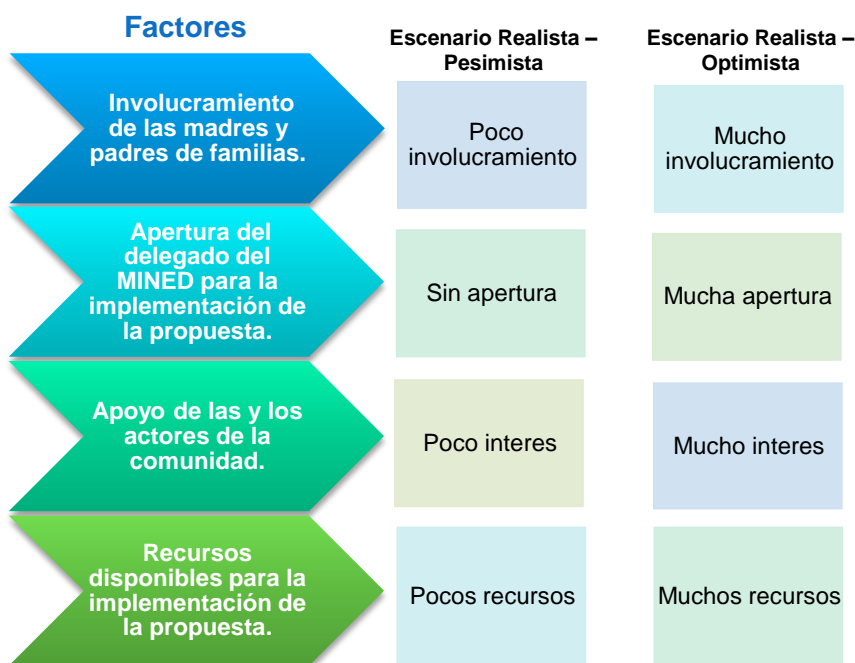 Factores
Escenario Realista –
Pesimista
Escenario Realista –
Optimista
Involucramiento
de las madres y
padres de familias.
Poco
involucramiento
Mucho
involucramiento
Apertura del
delegado del
MINED para la
implementación de
la propuesta.
Sin apertura
Mucha apertura
Apoyo de las y los
actores de la
comunidad.
Poco interes
Mucho interes
Recursos
disponibles para la
implementación de
la propuesta.
Pocos recursos
Muchos recursos